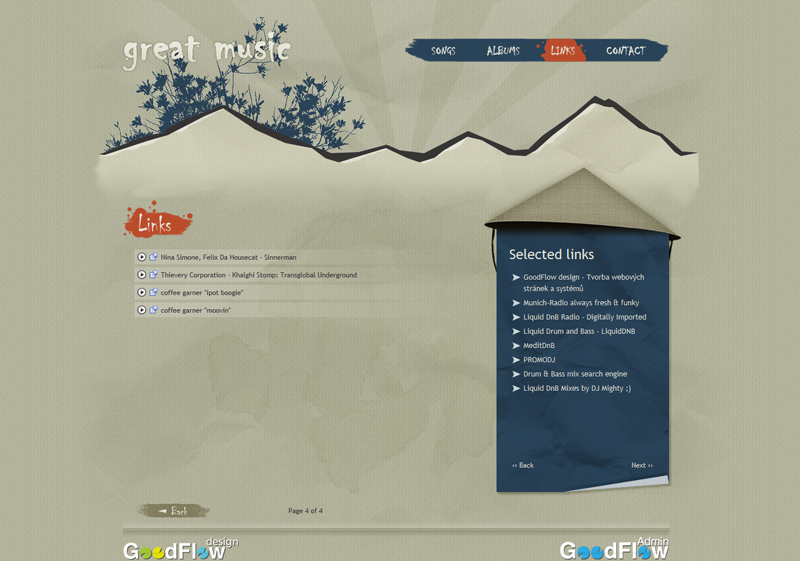 great music
SONGS ALBUMS LINKS CONTACT
Links
Nina Simone, Felix Da Housecat - Sinnerman
Thievery Corporation - Khalghi Stomp: Transglobal Underground
coffee garner "ipot boogie"
coffee garner "moovin"
Selected links
GoodFlow design - Tvorba webových
stránek a systémů
Munich-Radio always fresh & funky
Liquid DnB Radio - Digitally Imported
Liquid Drum and Bass - LiquidDNB
MeditDnB
PROMODJ
Drum & Bass mix search engine
Liquid DnB Mixes by DJ Mighty ;)
‹‹ Back Next ››
Back
Page 4 of 4
GoodFlow design
GoodFlow Admin